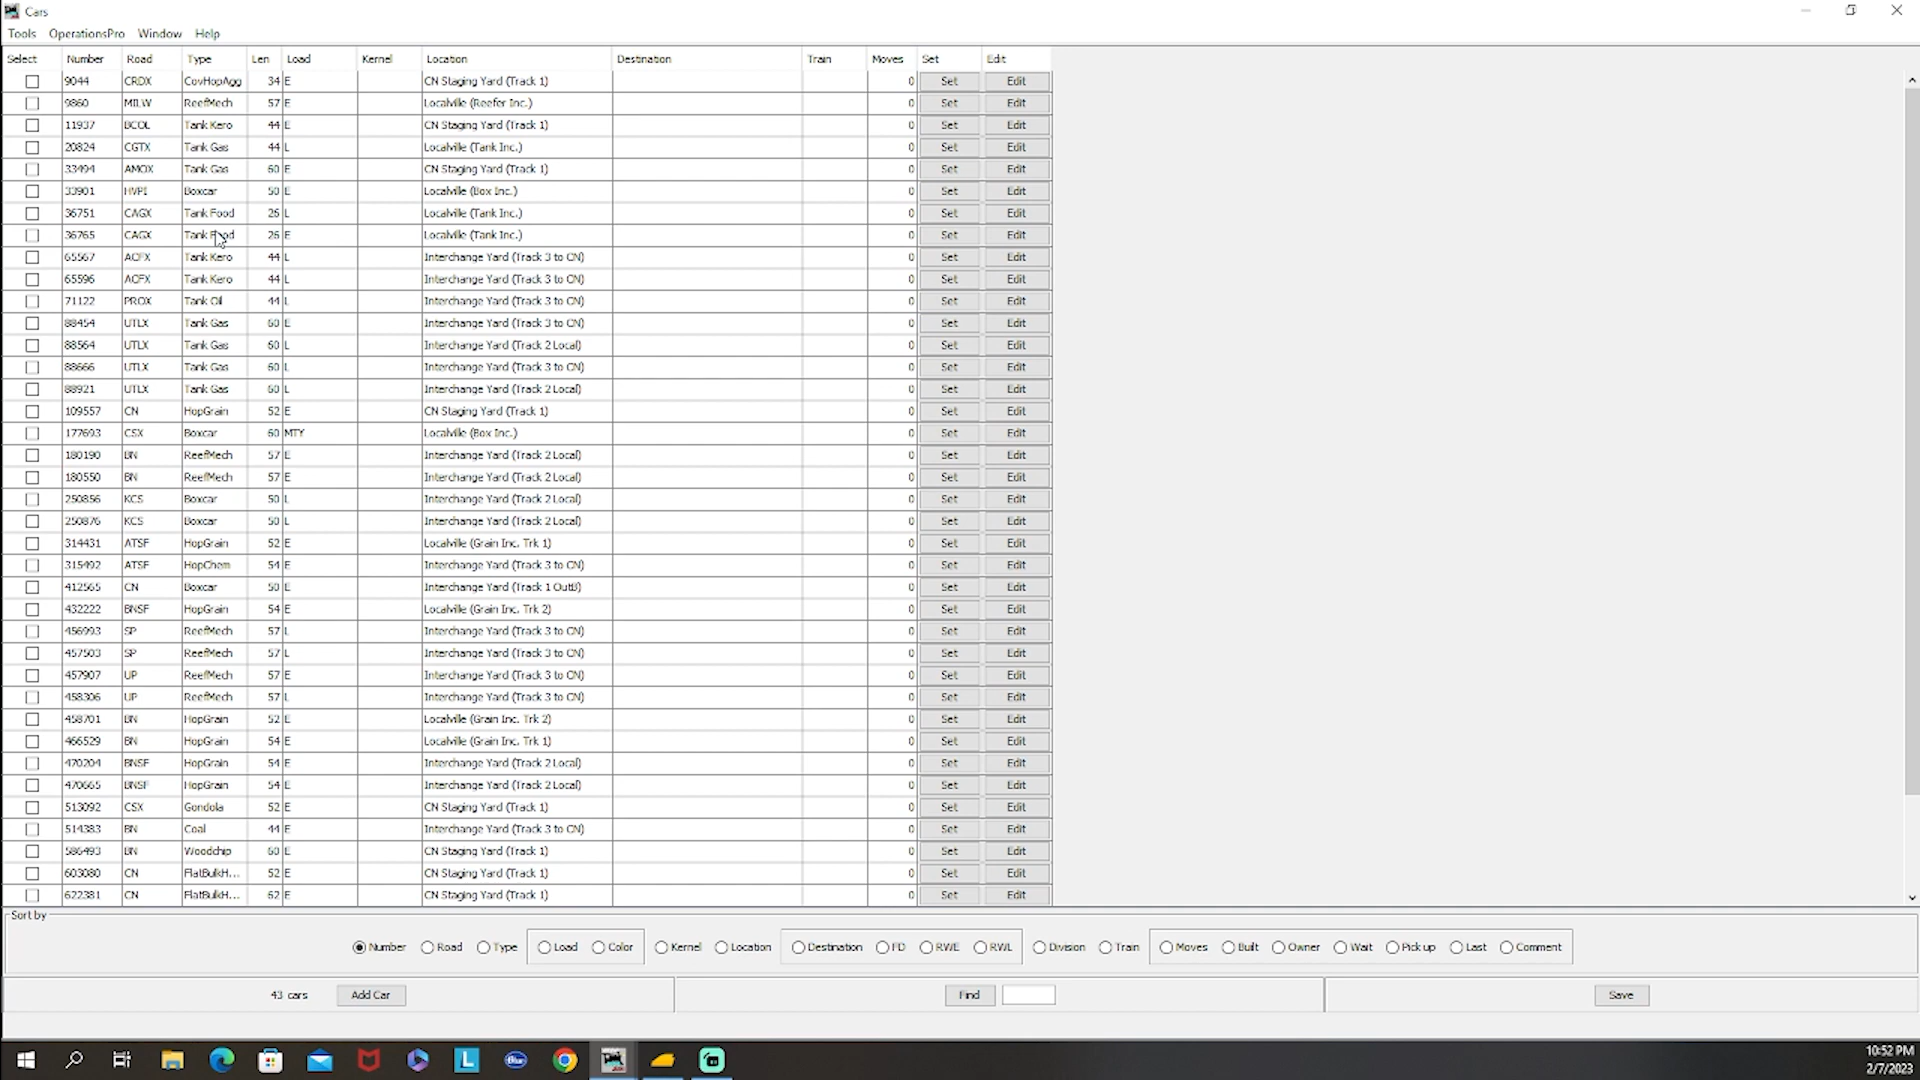 Cars
Tools OperationsPro Window Help
Select Number Road Type Len Load Kernel Location Destination Train Moves Set Edit
9044 CRDX CovHopAgg 34 E CN Staging Yard (Track 1) 0 Set Edit
9860 MILW ReefMech 57 E Localville (Reefer Inc.) 0 Set Edit
11937 BCOL Tank Kero 44 E CN Staging Yard (Track 1) 0 Set Edit
20824 CGTX Tank Gas 44 L Localville (Tank Inc.) 0 Set Edit
33494 AMOX Tank Gas 60 E CN Staging Yard (Track 1) 0 Set Edit
33901 HVPI Boxcar 50 E Localville (Box Inc.) 0 Set Edit
36751 CAGX Tank Food 26 L Localville (Tank Inc.) 0 Set Edit
36765 CAGX Tank Food 26 E Localville (Tank Inc.) 0 Set Edit
65567 ACFX Tank Kero 44 L Interchange Yard (Track 3 to CN) 0 Set Edit
65596 ACFX Tank Kero 44 L Interchange Yard (Track 3 to CN) 0 Set Edit
71122 PROX Tank Oil 44 L Interchange Yard (Track 3 to CN) 0 Set Edit
88454 UTLX Tank Gas 60 E Interchange Yard (Track 3 to CN) 0 Set Edit
88564 UTLX Tank Gas 60 L Interchange Yard (Track 2 Local) 0 Set Edit
88666 UTLX Tank Gas 60 L Interchange Yard (Track 3 to CN) 0 Set Edit
88921 UTLX Tank Gas 60 L Interchange Yard (Track 2 Local) 0 Set Edit
109557 CN HopGrain 52 E CN Staging Yard (Track 1) 0 Set Edit
177693 CSX Boxcar 60 MTY Localville (Box Inc.) 0 Set Edit
180190 BN ReefMech 57 E Interchange Yard (Track 2 Local) 0 Set Edit
180550 BN ReefMech 57 E Interchange Yard (Track 2 Local) 0 Set Edit
250856 KCS Boxcar 50 L Interchange Yard (Track 2 Local) 0 Set Edit
250876 KCS Boxcar 50 L Interchange Yard (Track 2 Local) 0 Set Edit
314431 ATSF HopGrain 52 E Localville (Grain Inc. Trk 1) 0 Set Edit
315492 ATSF HopChem 54 E Interchange Yard (Track 3 to CN) 0 Set Edit
412565 CN Boxcar 50 E Interchange Yard (Track 1 OutB) 0 Set Edit
432222 BNSF HopGrain 54 E Localville (Grain Inc. Trk 2) 0 Set Edit
456993 SP ReefMech 57 L Interchange Yard (Track 3 to CN) 0 Set Edit
457503 SP ReefMech 57 L Interchange Yard (Track 3 to CN) 0 Set Edit
457907 UP ReefMech 57 E Interchange Yard (Track 3 to CN) 0 Set Edit
458306 UP ReefMech 57 L Interchange Yard (Track 3 to CN) 0 Set Edit
458701 BN HopGrain 52 E Localville (Grain Inc. Trk 2) 0 Set Edit
466529 BN HopGrain 54 E Localville (Grain Inc. Trk 1) 0 Set Edit
470204 BNSF HopGrain 54 E Interchange Yard (Track 2 Local) 0 Set Edit
470665 BNSF HopGrain 54 E Interchange Yard (Track 2 Local) 0 Set Edit
513092 CSX Gondola 52 E CN Staging Yard (Track 1) 0 Set Edit
514383 BN Coal 44 E Interchange Yard (Track 3 to CN) 0 Set Edit
586493 BN Woodchip 60 E CN Staging Yard (Track 1) 0 Set Edit
603080 CN FlatBulkH... 52 E CN Staging Yard (Track 1) 0 Set Edit
622381 CN FlatBulkH... 62 E CN Staging Yard (Track 1) 0 Set Edit
Sort by
Number Road Type Load Color Kernel Location Destination FD RWE RWL Division Train Moves Built Owner Wait Pick up Last Comment
43 cars Add Car Find Save
L Blue
10:52 PM
2/7/2023